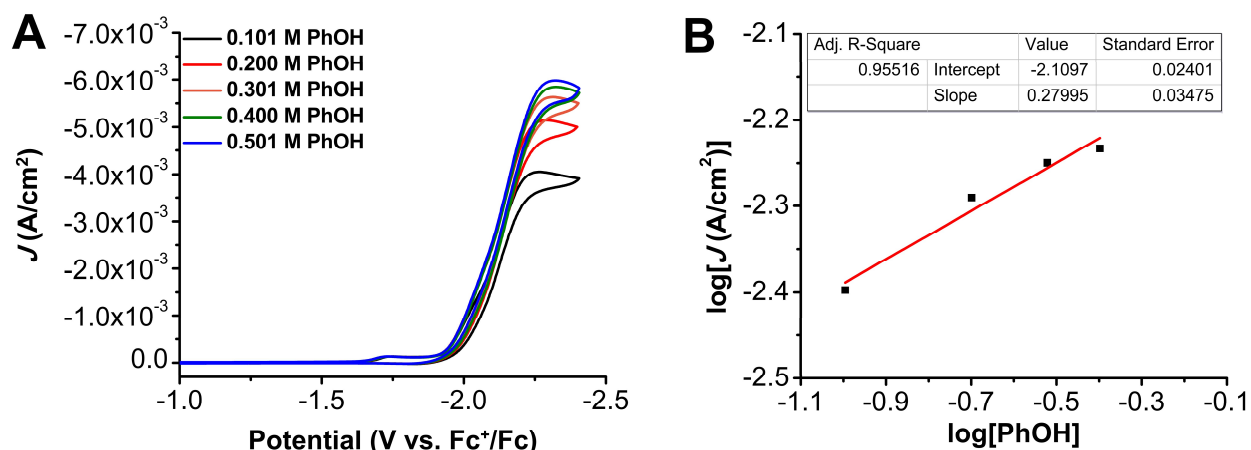 A
-7.0x10⁻³
-6.0x10⁻³
-5.0x10⁻³
-4.0x10⁻³
-3.0x10⁻³
-2.0x10⁻³
-1.0x10⁻³
0.0
J (A/cm²)
0.101 M PhOH
0.200 M PhOH
0.301 M PhOH
0.400 M PhOH
0.501 M PhOH
-1.0 -1.5 -2.0 -2.5
Potential (V vs. Fc⁺/Fc)
B
-2.1
-2.2
-2.3
-2.4
-2.5
log[J (A/cm²)]
Adj. R-Square Value Standard Error
0.95516 Intercept -2.1097 0.02401
Slope 0.27995 0.03475
-1.1 -0.9 -0.7 -0.5 -0.3 -0.1
log[PhOH]